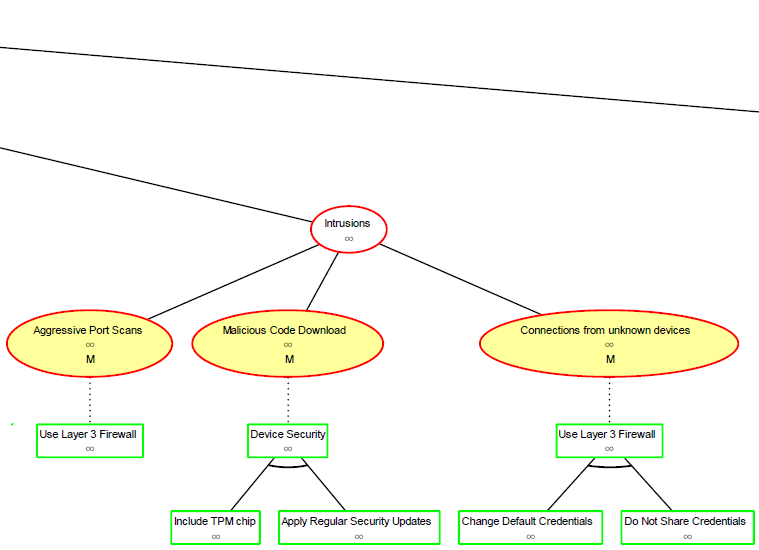 Intrusions
∞
Aggressive Port Scans
∞
M
Malicious Code Download
∞
M
Connections from unknown devices
∞
M
Use Layer 3 Firewall
∞
Device Security
∞
Use Layer 3 Firewall
∞
Include TPM chip
∞
Apply Regular Security Updates
∞
Change Default Credentials
∞
Do Not Share Credentials
∞